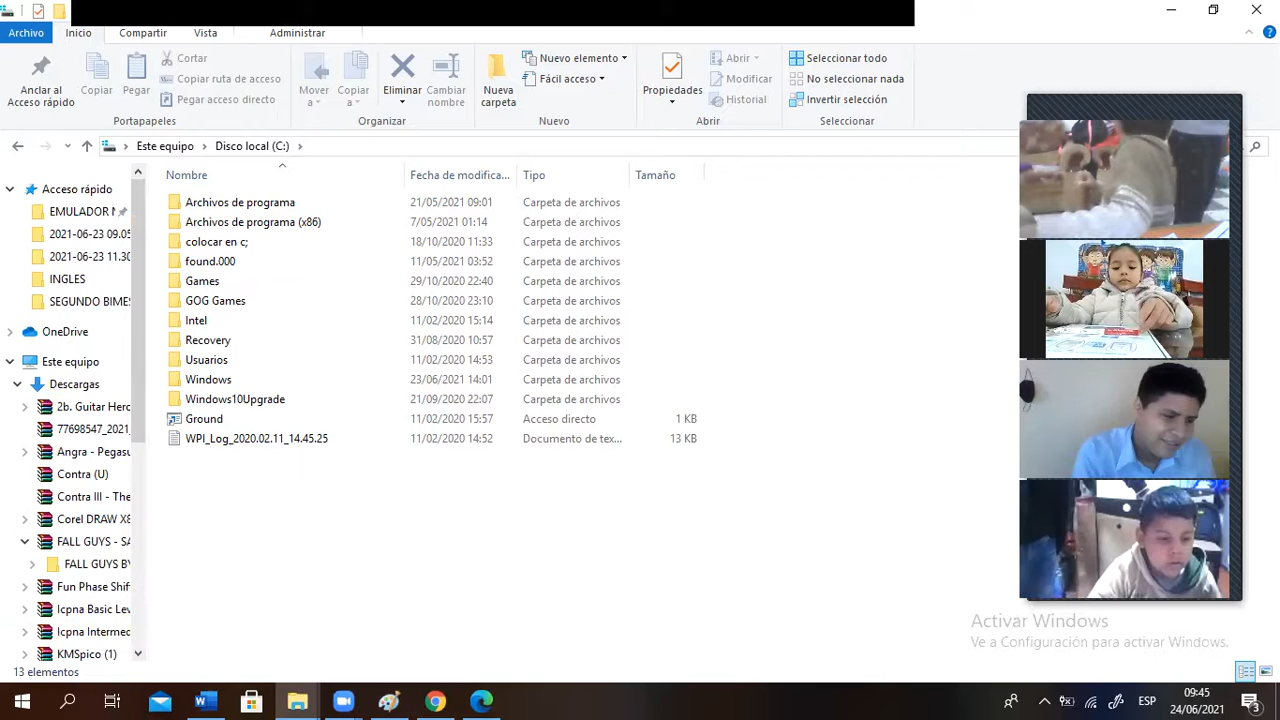 Archivo Inicio Compartir Vista Administrar
Anclar al Acceso rápido
Copiar
Pegar
Cortar
Copiar ruta de acceso
Pegar acceso directo
Portapapeles
Mover a
Copiar a
Eliminar
Cambiar nombre
Organizar
Nueva carpeta
Nuevo elemento
Fácil acceso
Nuevo
Propiedades
Abrir
Modificar
Historial
Abrir
Seleccionar todo
No seleccionar nada
Invertir selección
Seleccionar
Este equipo Disco local (C:)
Nombre Fecha de modifica... Tipo Tamaño
Acceso rápido
EMULADOR N
2021-06-23 09.05
2021-06-23 11.30
INGLES
SEGUNDO BIMES
OneDrive
Este equipo
Descargas
2b. Guitar Hero
77698547_2021_
Angra - Pegasu
Contra (U)
Contra III - The
Corel DRAW X8
FALL GUYS - SA
FALL GUYS BY
Fun Phase Shif
Icpna Basic Lev
Icpna Intermed
KMSpico (1)
Archivos de programa 21/05/2021 09:01 Carpeta de archivos
Archivos de programa (x86) 7/05/2021 01:14 Carpeta de archivos
colocar en c; 18/10/2020 11:33 Carpeta de archivos
found.000 11/05/2021 03:52 Carpeta de archivos
Games 29/10/2020 22:40 Carpeta de archivos
GOG Games 28/10/2020 23:10 Carpeta de archivos
Intel 11/02/2020 15:14 Carpeta de archivos
Recovery 31/08/2020 10:57 Carpeta de archivos
Usuarios 11/02/2020 14:53 Carpeta de archivos
Windows 23/06/2021 14:01 Carpeta de archivos
Windows10Upgrade 21/09/2020 22:07 Carpeta de archivos
Ground 11/02/2020 15:57 Acceso directo 1 KB
WPI_Log_2020.02.11_14.45.25 11/02/2020 14:52 Documento de tex... 13 KB
Activar Windows
Ve a Configuración para activar Windows.
13 elementos
ESP
09:45
24/06/2021
3